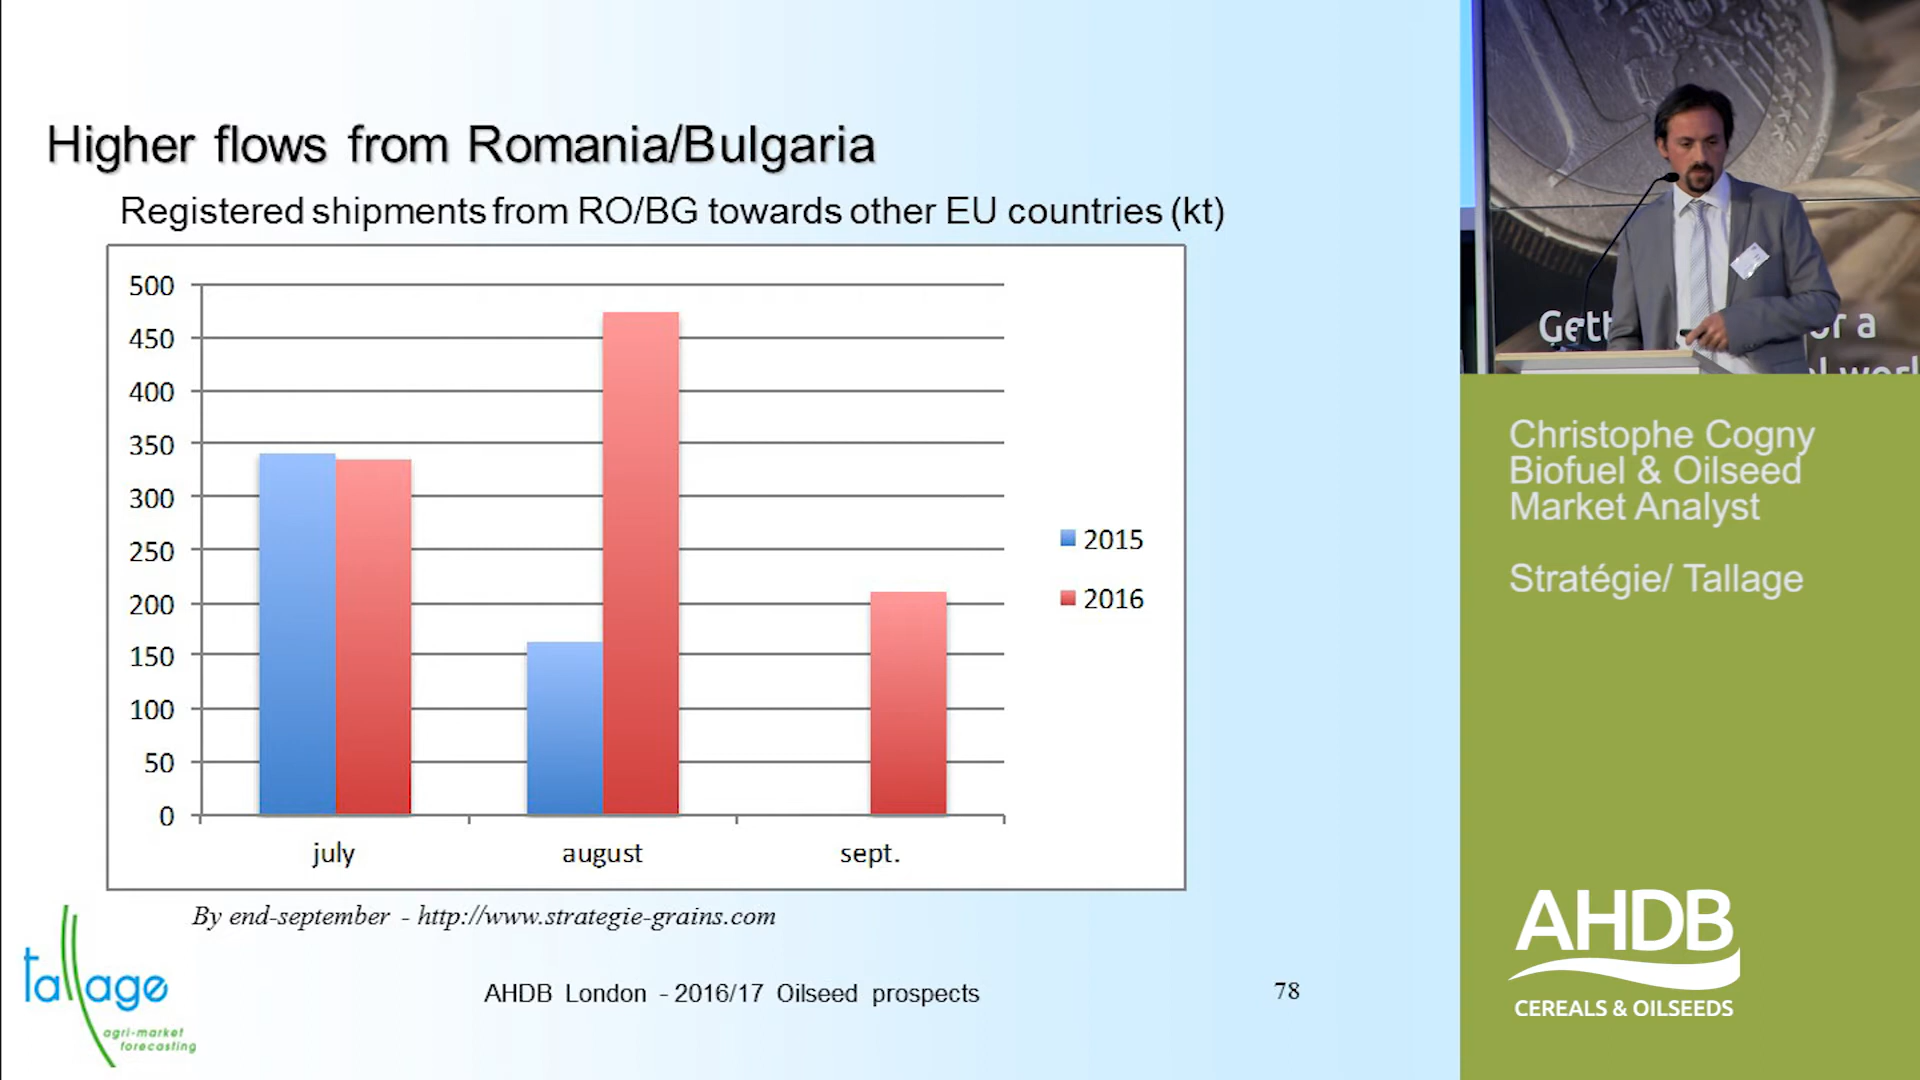 Higher flows from Romania/Bulgaria
Registered shipments from RO/BG towards other EU countries (kt)
500
450
400
350
300
250
200
150
100
50
0
july august sept.
2015
2016
By end-september - http://www.strategie-grains.com
tallage
agri-market
forecasting
AHDB London - 2016/17 Oilseed prospects
78
Christophe Cogny
Biofuel & Oilseed
Market Analyst
Stratégie/ Tallage
AHDB
CEREALS & OILSEEDS